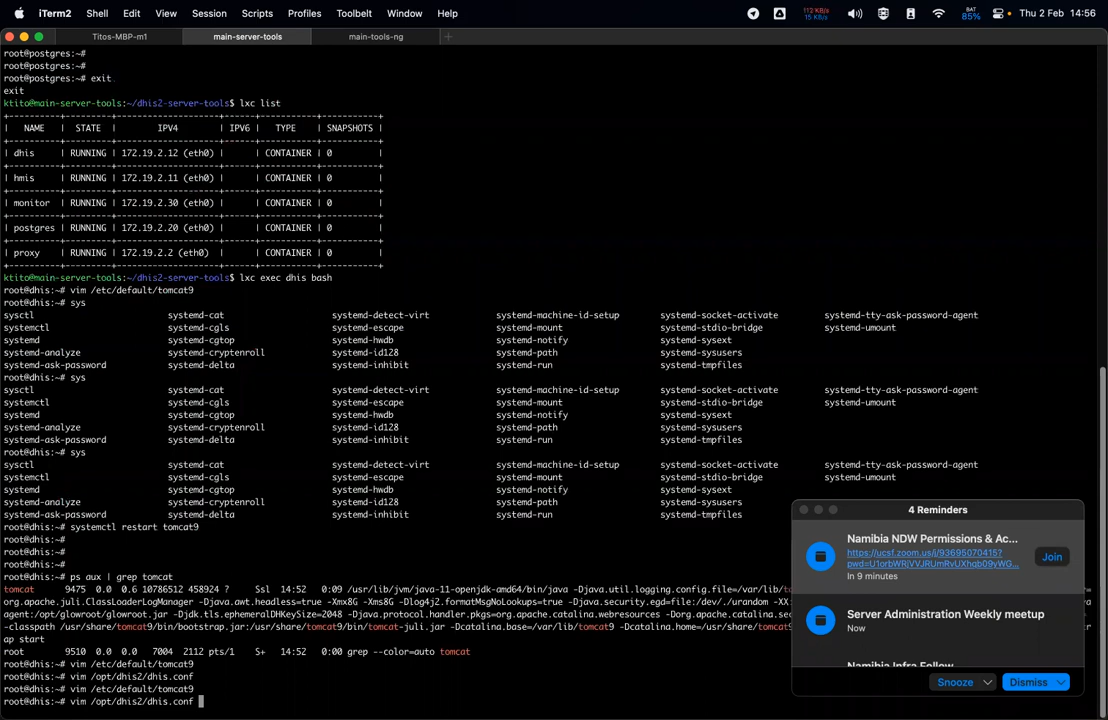 iTerm2 Shell Edit View Session Scripts Profiles Toolbelt Window Help 112 KB/s 15 KB/s BAT 85% Thu 2 Feb 14:56
Titos-MBP-m1 main-server-tools main-tools-ng
root@postgres:~#
root@postgres:~#
root@postgres:~# exit
exit
ktito@main-server-tools:~/dhis2-server-tools$ lxc list
+----------+---------+--------------------+------+-----------+-----------+
| NAME | STATE | IPV4 | IPV6 | TYPE | SNAPSHOTS |
+----------+---------+--------------------+------+-----------+-----------+
| dhis | RUNNING | 172.19.2.12 (eth0) | | CONTAINER | 0 |
+----------+---------+--------------------+------+-----------+-----------+
| hmis | RUNNING | 172.19.2.11 (eth0) | | CONTAINER | 0 |
+----------+---------+--------------------+------+-----------+-----------+
| monitor | RUNNING | 172.19.2.30 (eth0) | | CONTAINER | 0 |
+----------+---------+--------------------+------+-----------+-----------+
| postgres | RUNNING | 172.19.2.20 (eth0) | | CONTAINER | 0 |
+----------+---------+--------------------+------+-----------+-----------+
| proxy | RUNNING | 172.19.2.2 (eth0) | | CONTAINER | 0 |
+----------+---------+--------------------+------+-----------+-----------+
ktito@main-server-tools:~/dhis2-server-tools$ lxc exec dhis bash
root@dhis:~# vim /etc/default/tomcat9
root@dhis:~# sys
sysctl systemd-cat systemd-detect-virt systemd-machine-id-setup systemd-socket-activate systemd-tty-ask-password-agent
systemctl systemd-cgls systemd-escape systemd-mount systemd-stdio-bridge systemd-umount
systemd systemd-cgtop systemd-hwdb systemd-notify systemd-sysext
systemd-analyze systemd-cryptenroll systemd-id128 systemd-path systemd-sysusers
systemd-ask-password systemd-delta systemd-inhibit systemd-run systemd-tmpfiles
root@dhis:~# sys
sysctl systemd-cat systemd-detect-virt systemd-machine-id-setup systemd-socket-activate systemd-tty-ask-password-agent
systemctl systemd-cgls systemd-escape systemd-mount systemd-stdio-bridge systemd-umount
systemd systemd-cgtop systemd-hwdb systemd-notify systemd-sysext
systemd-analyze systemd-cryptenroll systemd-id128 systemd-path systemd-sysusers
systemd-ask-password systemd-delta systemd-inhibit systemd-run systemd-tmpfiles
root@dhis:~# sys
sysctl systemd-cat systemd-detect-virt systemd-machine-id-setup systemd-socket-activate systemd-tty-ask-password-agent
systemctl systemd-cgls systemd-escape systemd-mount systemd-stdio-bridge systemd-umount
systemd systemd-cgtop systemd-hwdb systemd-notify systemd-sysext
systemd-analyze systemd-cryptenroll systemd-id128 systemd-path systemd-sysusers
systemd-ask-password systemd-delta systemd-inhibit systemd-run systemd-tmpfiles
root@dhis:~# systemctl restart tomcat9
root@dhis:~#
root@dhis:~#
root@dhis:~#
root@dhis:~# ps aux | grep tomcat
tomcat 9475 0.0 0.6 10786512 458924 ? Ssl 14:52 0:09 /usr/lib/jvm/java-11-openjdk-amd64/bin/java -Djava.util.logging.config.file=/var/lib/
org.apache.juli.ClassLoaderLogManager -Djava.awt.headless=true -Xmx8G -Xms8G -Dlog4j2.formatMsgNoLookups=true -Djava.security.egd=file:/dev/./urandom -XX
agent:/opt/glowroot/glowroot.jar -Djdk.tls.ephemeralDHKeySize=2048 -Djava.protocol.handler.pkgs=org.apache.catalina.webresources -Dorg.apache.catalina.sec
-classpath /usr/share/tomcat9/bin/bootstrap.jar:/usr/share/tomcat9/bin/tomcat-juli.jar -Dcatalina.base=/var/lib/tomcat9 -Dcatalina.home=/usr/share/tomcat9
ap start
root 9510 0.0 0.0 7004 2112 pts/1 S+ 14:52 0:00 grep --color=auto tomcat
root@dhis:~# vim /etc/default/tomcat9
root@dhis:~# vim /opt/dhis2/dhis.conf
root@dhis:~# vim /etc/default/tomcat9
root@dhis:~# vim /opt/dhis2/dhis.conf
4 Reminders
Namibia NDW Permissions & Ac...
https://ucsf.zoom.us/j/93695070415?
pwd=U1orbWRjVVJRUmRvUXhqb09yWG...
In 9 minutes
Join
Server Administration Weekly meetup
Now
Namibia Infra Follow
Snooze Dismiss